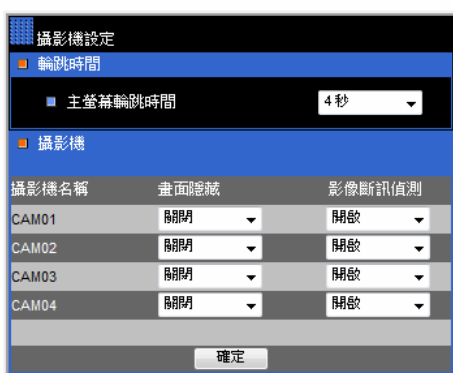 攝影機設定
輪跳時間
主螢幕輪跳時間 4秒
攝影機
攝影機名稱 畫面隱藏 影像斷訊偵測
CAM01 關閉 開啟
CAM02 關閉 開啟
CAM03 關閉 開啟
CAM04 關閉 開啟
確定